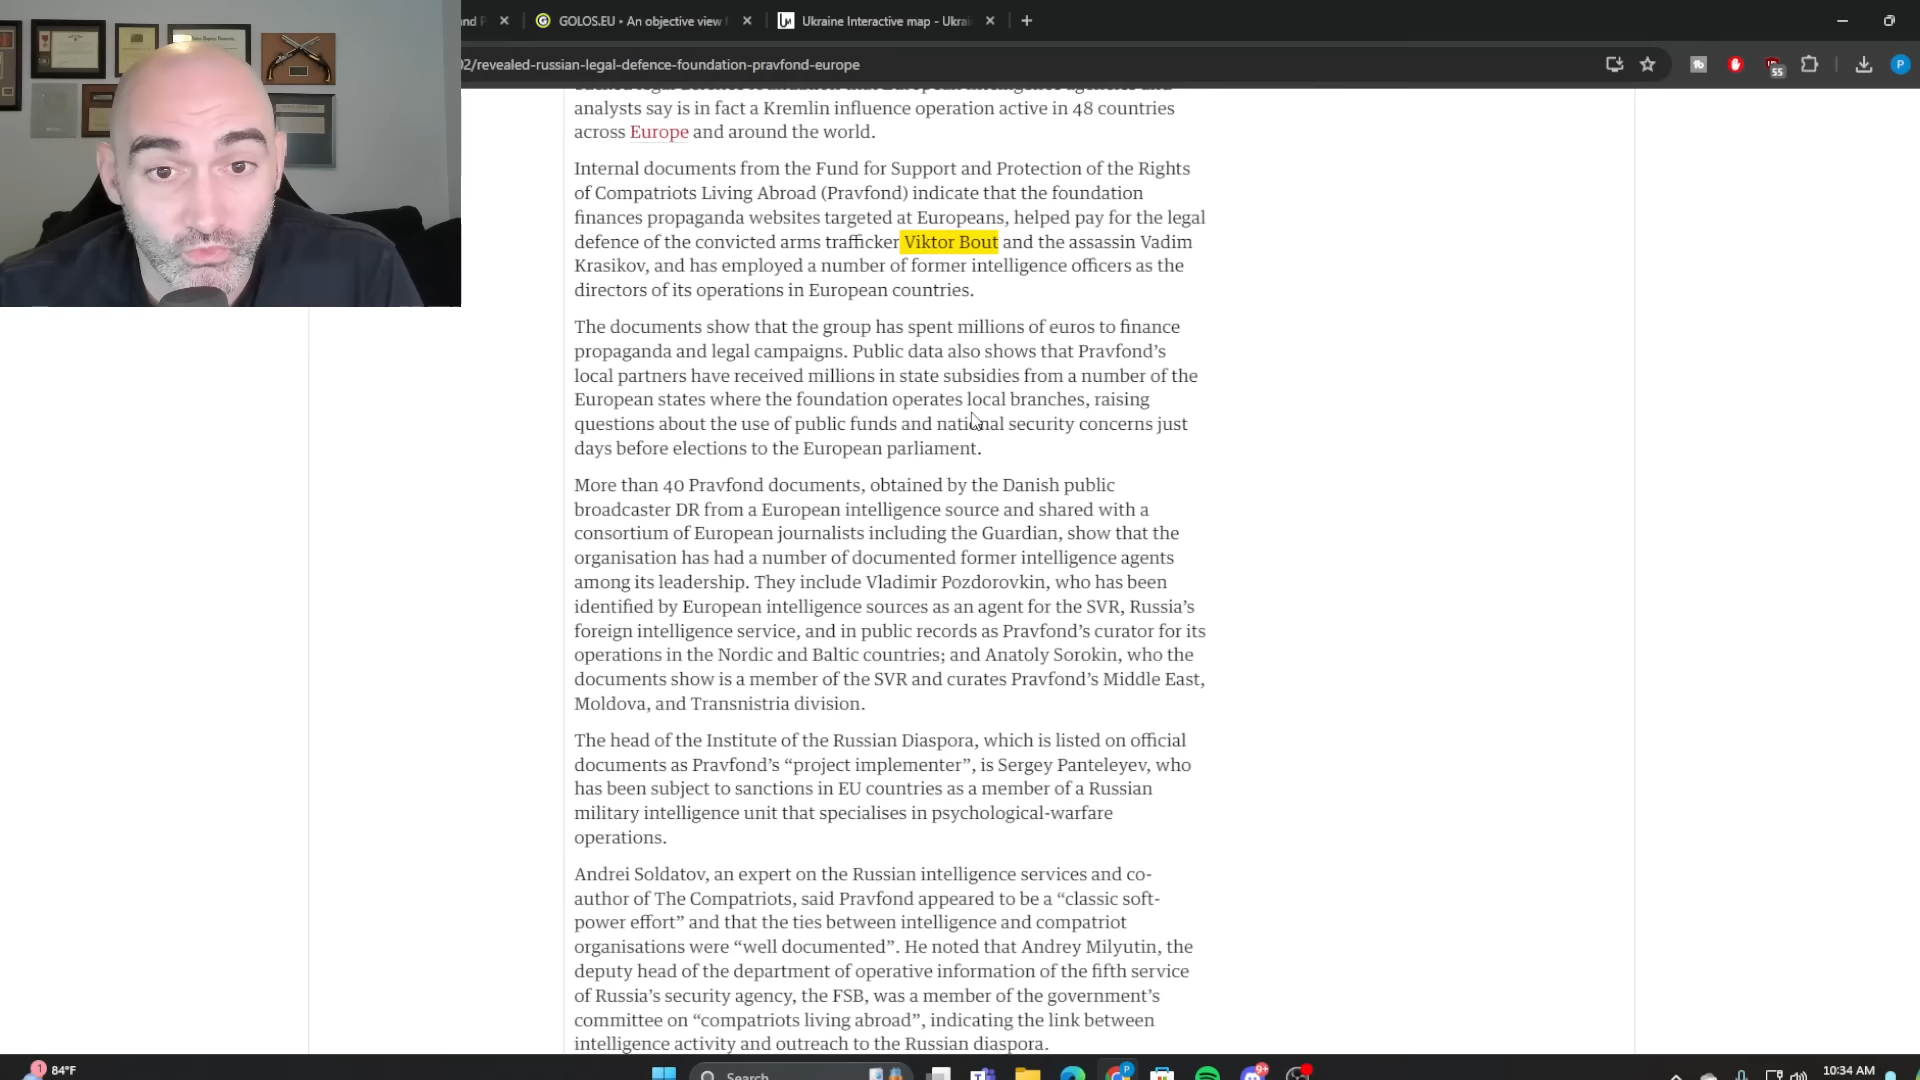 GOLOS.EU • An objective view
Ukraine Interactive map - Ukrai
02/revealed-russian-legal-defence-foundation-pravfond-europe
55
P
analysts say is in fact a Kremlin influence operation active in 48 countries
across Europe and around the world.
Internal documents from the Fund for Support and Protection of the Rights
of Compatriots Living Abroad (Pravfond) indicate that the foundation
finances propaganda websites targeted at Europeans, helped pay for the legal
defence of the convicted arms trafficker Viktor Bout and the assassin Vadim
Krasikov, and has employed a number of former intelligence officers as the
directors of its operations in European countries.
The documents show that the group has spent millions of euros to finance
propaganda and legal campaigns. Public data also shows that Pravfond’s
local partners have received millions in state subsidies from a number of the
European states where the foundation operates local branches, raising
questions about the use of public funds and national security concerns just
days before elections to the European parliament.
More than 40 Pravfond documents, obtained by the Danish public
broadcaster DR from a European intelligence source and shared with a
consortium of European journalists including the Guardian, show that the
organisation has had a number of documented former intelligence agents
among its leadership. They include Vladimir Pozdorovkin, who has been
identified by European intelligence sources as an agent for the SVR, Russia’s
foreign intelligence service, and in public records as Pravfond’s curator for its
operations in the Nordic and Baltic countries; and Anatoly Sorokin, who the
documents show is a member of the SVR and curates Pravfond’s Middle East,
Moldova, and Transnistria division.
The head of the Institute of the Russian Diaspora, which is listed on official
documents as Pravfond’s “project implementer”, is Sergey Panteleyev, who
has been subject to sanctions in EU countries as a member of a Russian
military intelligence unit that specialises in psychological-warfare
operations.
Andrei Soldatov, an expert on the Russian intelligence services and co-
author of The Compatriots, said Pravfond appeared to be a “classic soft-
power effort” and that the ties between intelligence and compatriot
organisations were “well documented”. He noted that Andrey Milyutin, the
deputy head of the department of operative information of the fifth service
of Russia’s security agency, the FSB, was a member of the government’s
committee on “compatriots living abroad”, indicating the link between
intelligence activity and outreach to the Russian diaspora.
1
84°F
Search
P
9+
10:34 AM